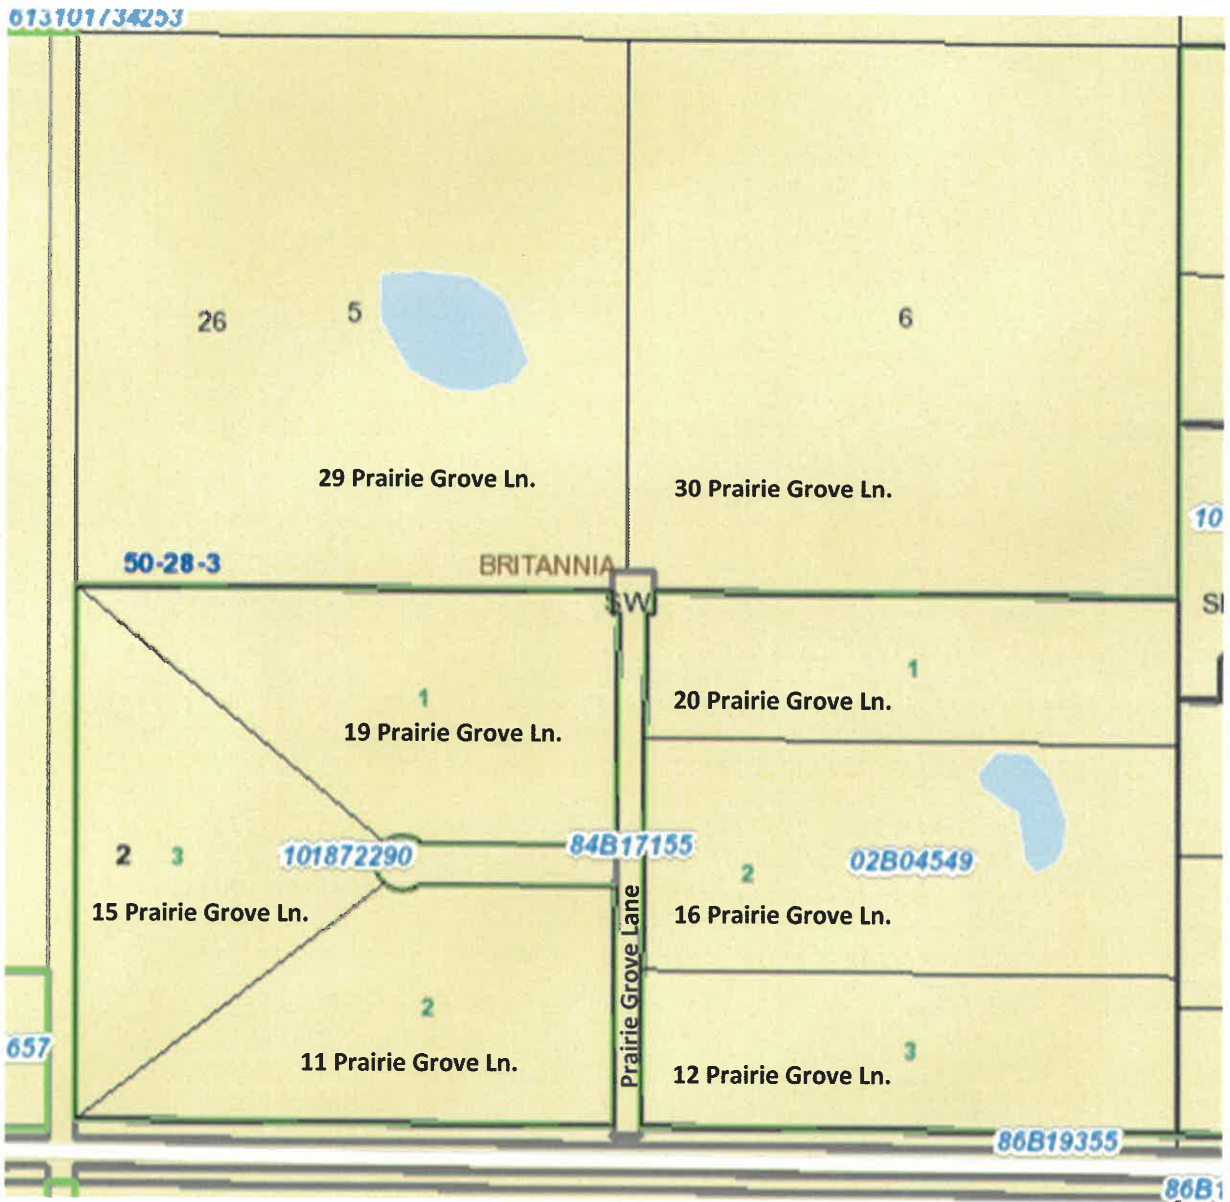 613101734253
26
5
6
29 Prairie Grove Ln.
30 Prairie Grove Ln.
10
50-28-3
BRITANNIA
SW
1
1
20 Prairie Grove Ln.
19 Prairie Grove Ln.
2
3
101872290
84B17155
2
02B04549
15 Prairie Grove Ln.
16 Prairie Grove Ln.
Prairie Grove Lane
2
657
3
11 Prairie Grove Ln.
12 Prairie Grove Ln.
86B19355
86B1